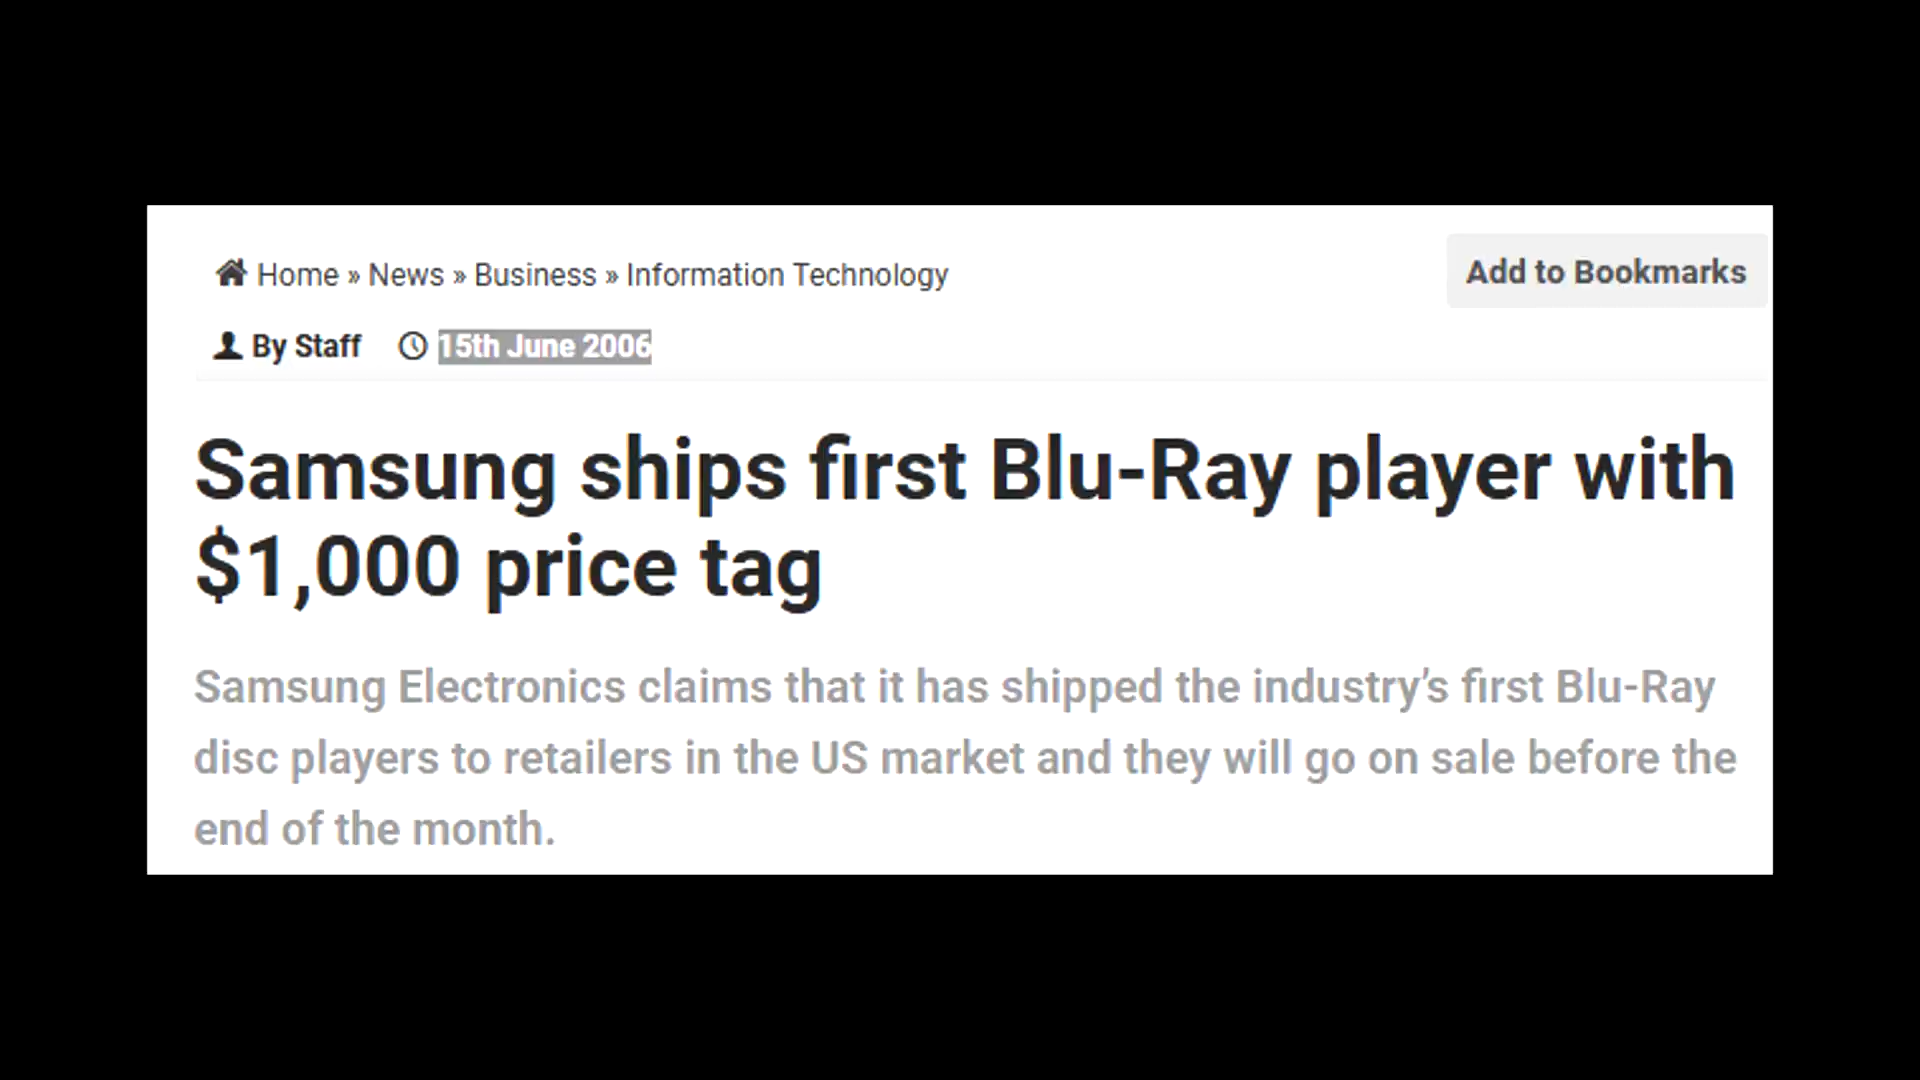 Home » News » Business » Information Technology
Add to Bookmarks
By Staff 15th June 2006
Samsung ships first Blu-Ray player with
$1,000 price tag
Samsung Electronics claims that it has shipped the industry’s first Blu-Ray
disc players to retailers in the US market and they will go on sale before the
end of the month.